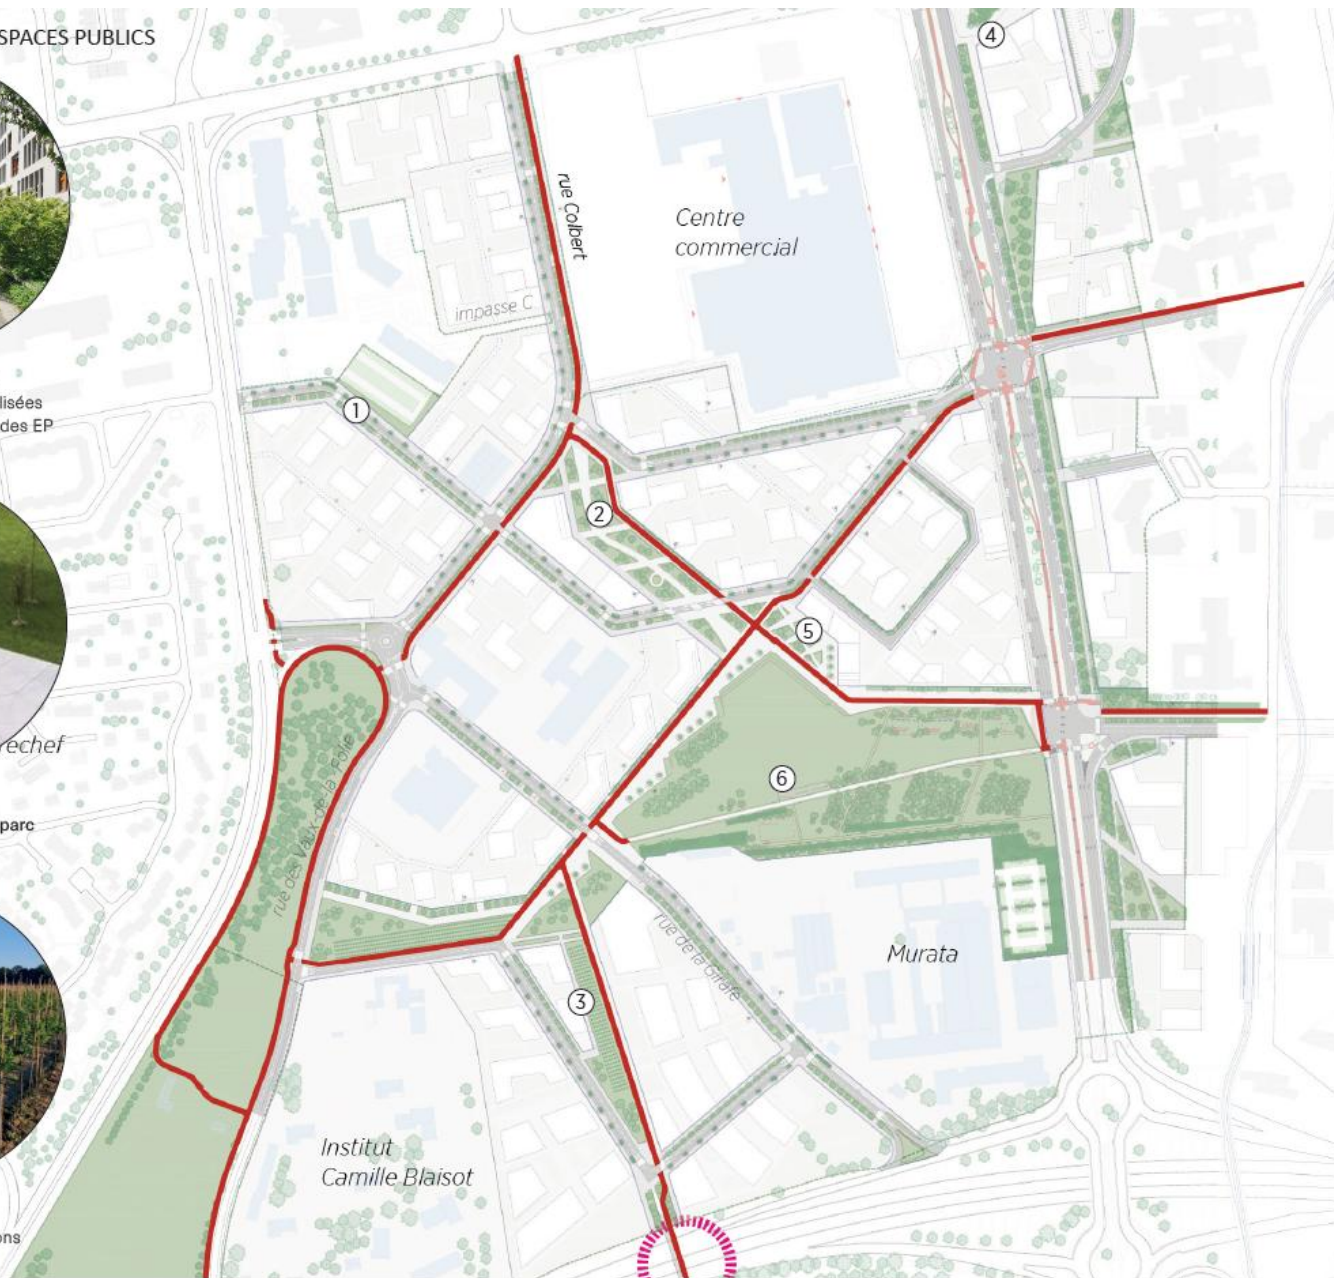 SPACES PUBLICS
4
rue Colbert
Centre
commercial
impasse C
lisées
des EP
1
2
5
rechef
6
parc
rue des Vaux-de-la-Folie
rue de la Girafe
Murata
3
Institut
Camille Blaisot
ons